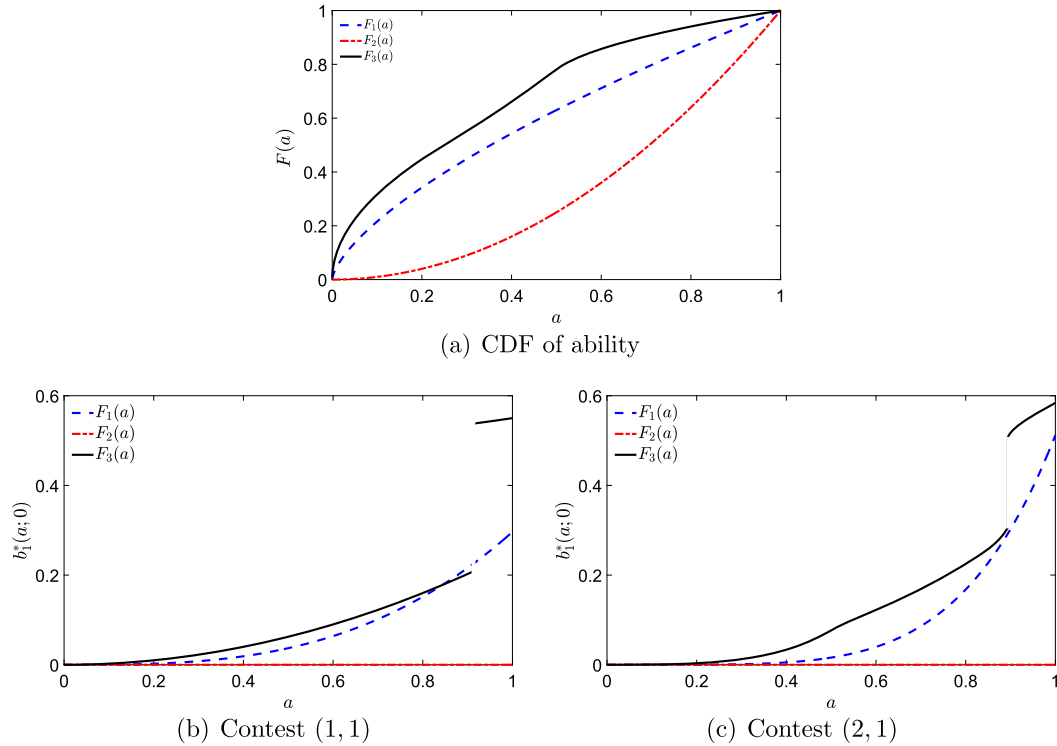 1
0.8
0.6
0.4
0.2
0
F(a)
F₁(a)
F₂(a)
F₃(a)
0 0.2 0.4 0.6 0.8 1
a
(a) CDF of ability
0.6
0.4
0.2
0
b₁*(a; 0)
F₁(a)
F₂(a)
F₃(a)
0 0.2 0.4 0.6 0.8 1
a
(b) Contest (1, 1)
0.6
0.4
0.2
0
b₁*(a; 0)
F₁(a)
F₂(a)
F₃(a)
0 0.2 0.4 0.6 0.8 1
a
(c) Contest (2, 1)